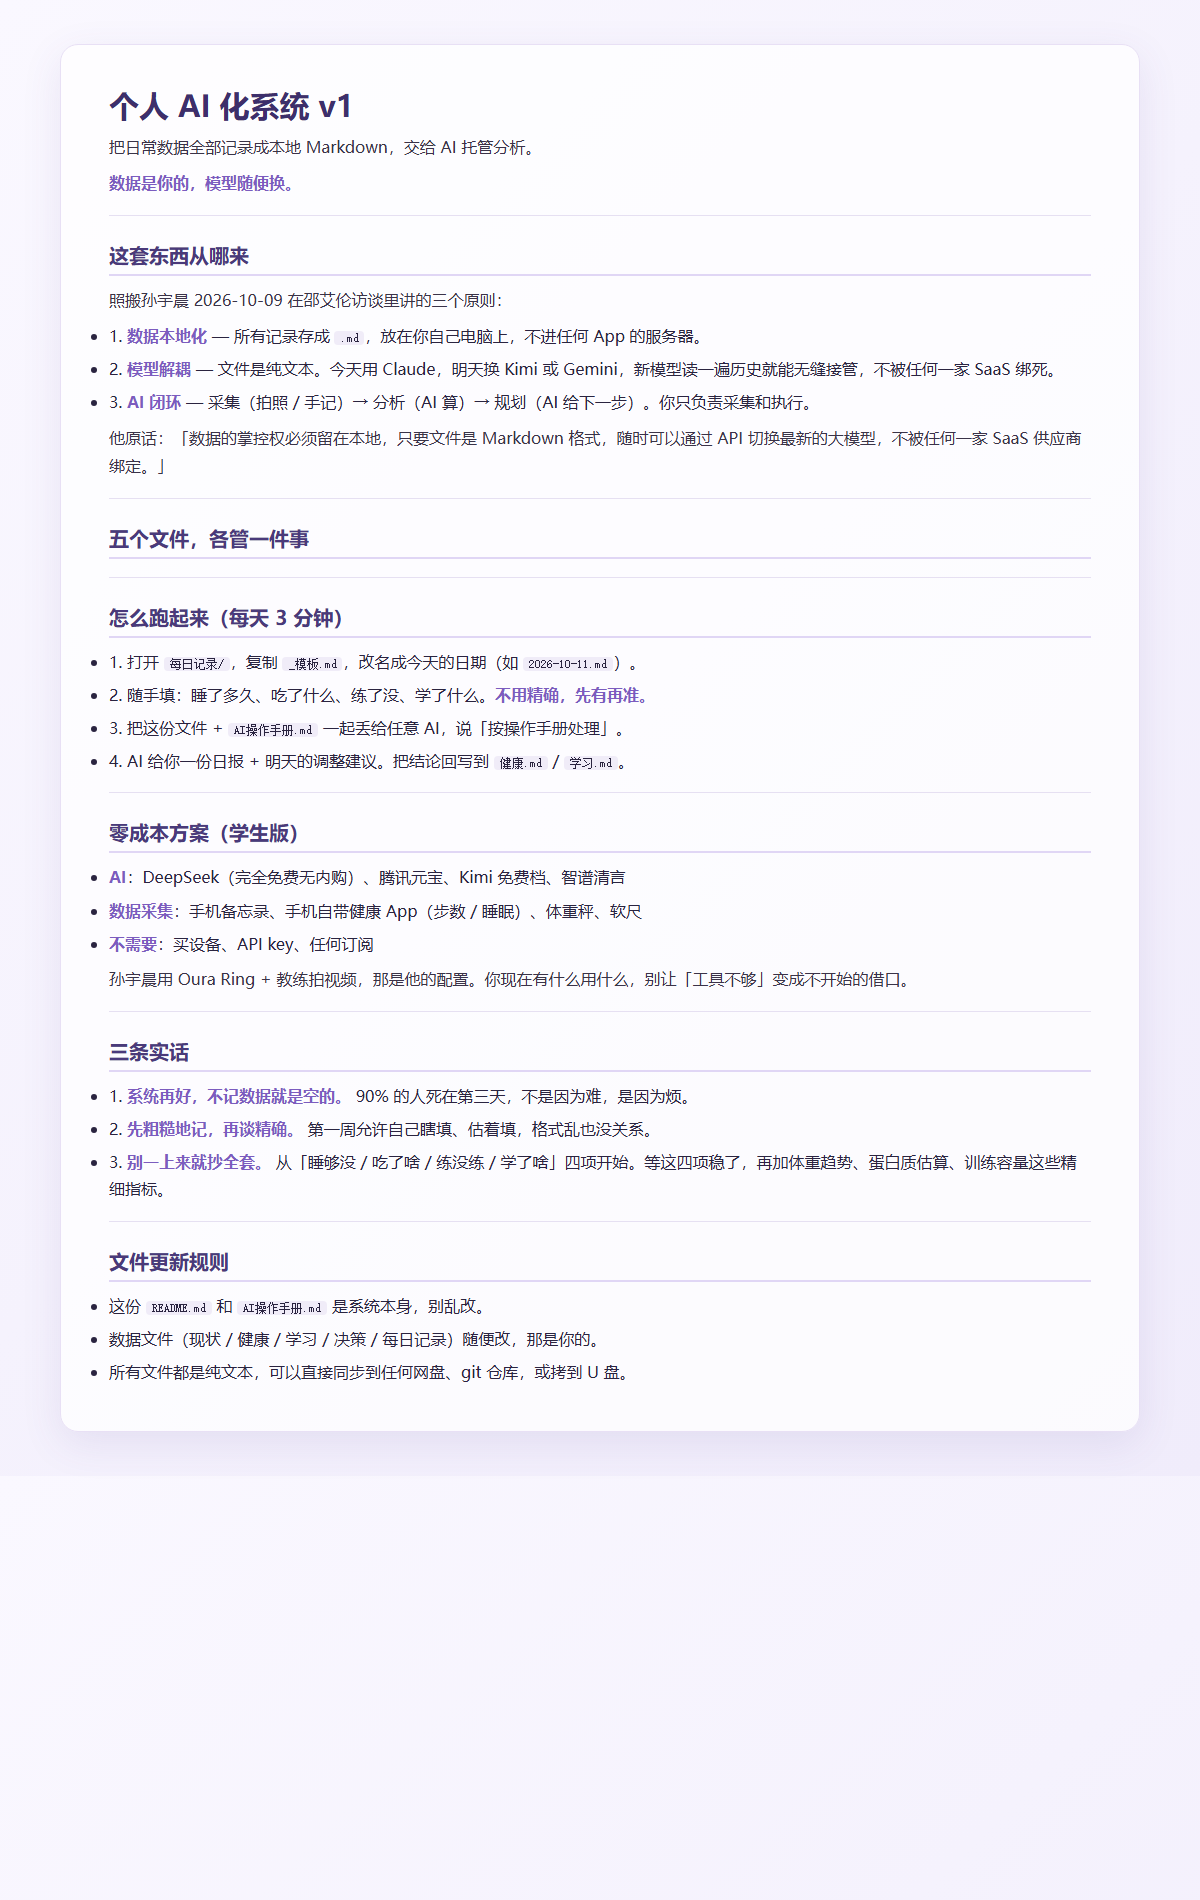 个人 AI 化系统 v1
把日常数据全部记录成本地 Markdown，交给 AI 托管分析。
数据是你的，模型随便换。
这套东西从哪来
照搬孙宇晨 2026-10-09 在邵艾伦访谈里讲的三个原则：
• 1. 数据本地化 — 所有记录存成 .md，放在你自己电脑上，不进任何 App 的服务器。
• 2. 模型解耦 — 文件是纯文本。今天用 Claude，明天换 Kimi 或 Gemini，新模型读一遍历史就能无缝接管，不被任何一家 SaaS 绑死。
• 3. AI 闭环 — 采集（拍照 / 手记）→ 分析（AI 算）→ 规划（AI 给下一步）。你只负责采集和执行。
他原话：「数据的掌控权必须留在本地，只要文件是 Markdown 格式，随时可以通过 API 切换最新的大模型，不被任何一家 SaaS 供应商
绑定。」
五个文件，各管一件事
怎么跑起来（每天 3 分钟）
• 1. 打开 每日记录/，复制 _模板.md，改名成今天的日期（如 2026-10-11.md）。
• 2. 随手填：睡了多久、吃了什么、练了没、学了什么。不用精确，先有再准。
• 3. 把这份文件 + AI操作手册.md 一起丢给任意 AI，说「按操作手册处理」。
• 4. AI 给你一份日报 + 明天的调整建议。把结论回写到 健康.md / 学习.md。
零成本方案（学生版）
• AI：DeepSeek（完全免费无内购）、腾讯元宝、Kimi 免费档、智谱清言
• 数据采集：手机备忘录、手机自带健康 App（步数 / 睡眠）、体重秤、软尺
• 不需要：买设备、API key、任何订阅
孙宇晨用 Oura Ring + 教练拍视频，那是他的配置。你现在有什么用什么，别让「工具不够」变成不开始的借口。
三条实话
• 1. 系统再好，不记数据就是空的。 90% 的人死在第三天，不是因为难，是因为烦。
• 2. 先粗糙地记，再谈精确。 第一周允许自己瞎填、估着填，格式乱也没关系。
• 3. 别一上来就抄全套。 从「睡够没 / 吃了啥 / 练没练 / 学了啥」四项开始。等这四项稳了，再加体重趋势、蛋白质估算、训练容量这些精
细指标。
文件更新规则
• 这份 README.md 和 AI操作手册.md 是系统本身，别乱改。
• 数据文件（现状 / 健康 / 学习 / 决策 / 每日记录）随便改，那是你的。
• 所有文件都是纯文本，可以直接同步到任何网盘、git 仓库，或拷到 U 盘。